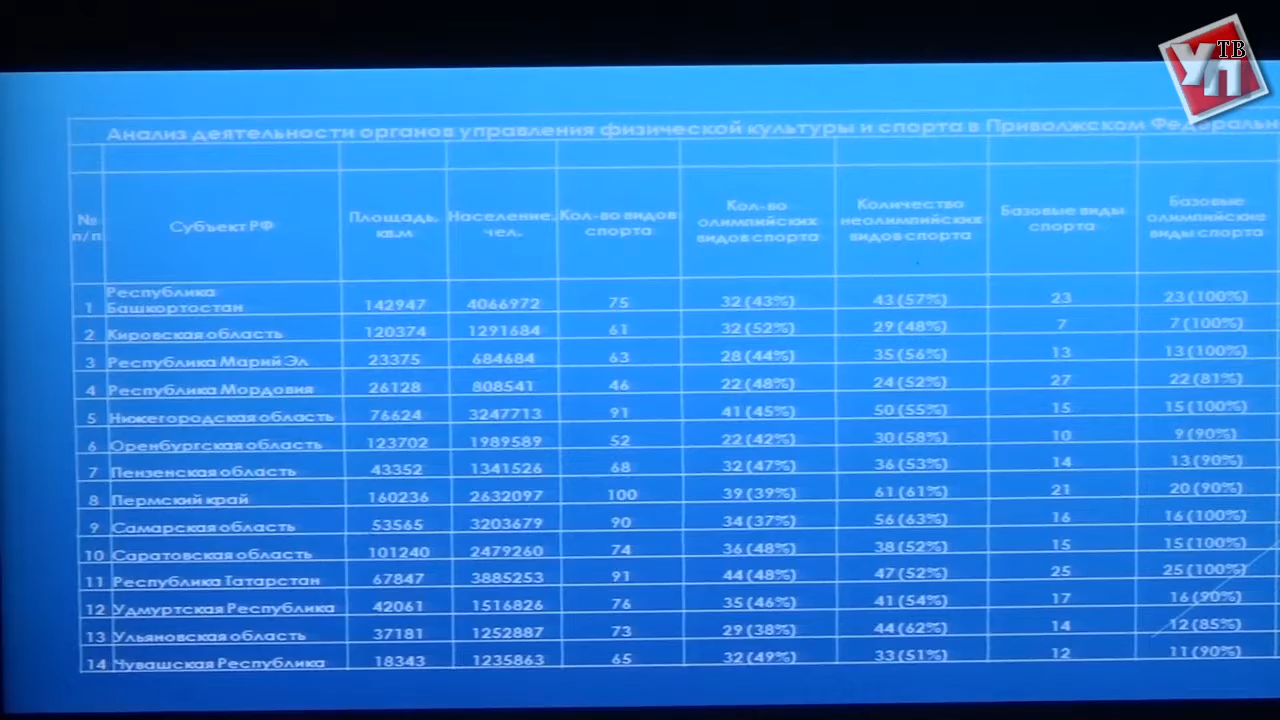 УП ТВ
Анализ деятельности органов управления физической культуры и спорта в Приволжском Федеральн
№ п/п Субъект РФ Площадь, кв.м Население, чел. Кол-во видов спорта Кол-во олимпийских видов спорта Количество неолимпийских видов спорта Базовые виды спорта Базовые олимпийские виды спорта
1 Республика Башкортостан 142947 4066972 75 32 (43%) 43 (57%) 23 23 (100%)
2 Кировская область 120374 1291684 61 32 (52%) 29 (48%) 7 7 (100%)
3 Республика Марий Эл 23375 684684 63 28 (44%) 35 (56%) 13 13 (100%)
4 Республика Мордовия 26128 808541 46 22 (48%) 24 (52%) 27 22 (81%)
5 Нижегородская область 76624 3247713 91 41 (45%) 50 (55%) 15 15 (100%)
6 Оренбургская область 123702 1989589 52 22 (42%) 30 (58%) 10 9 (90%)
7 Пензенская область 43352 1341526 68 32 (47%) 36 (53%) 14 13 (90%)
8 Пермский край 160236 2632097 100 39 (39%) 61 (61%) 21 20 (90%)
9 Самарская область 53565 3203679 90 34 (37%) 56 (63%) 16 16 (100%)
10 Саратовская область 101240 2479260 74 36 (48%) 38 (52%) 15 15 (100%)
11 Республика Татарстан 67847 3885253 91 44 (48%) 47 (52%) 25 25 (100%)
12 Удмуртская Республика 42061 1516826 76 35 (46%) 41 (54%) 17 16 (90%)
13 Ульяновская область 37181 1252887 73 29 (38%) 44 (62%) 14 12 (85%)
14 Чувашская Республика 18343 1235863 65 32 (49%) 33 (51%) 12 11 (90%)